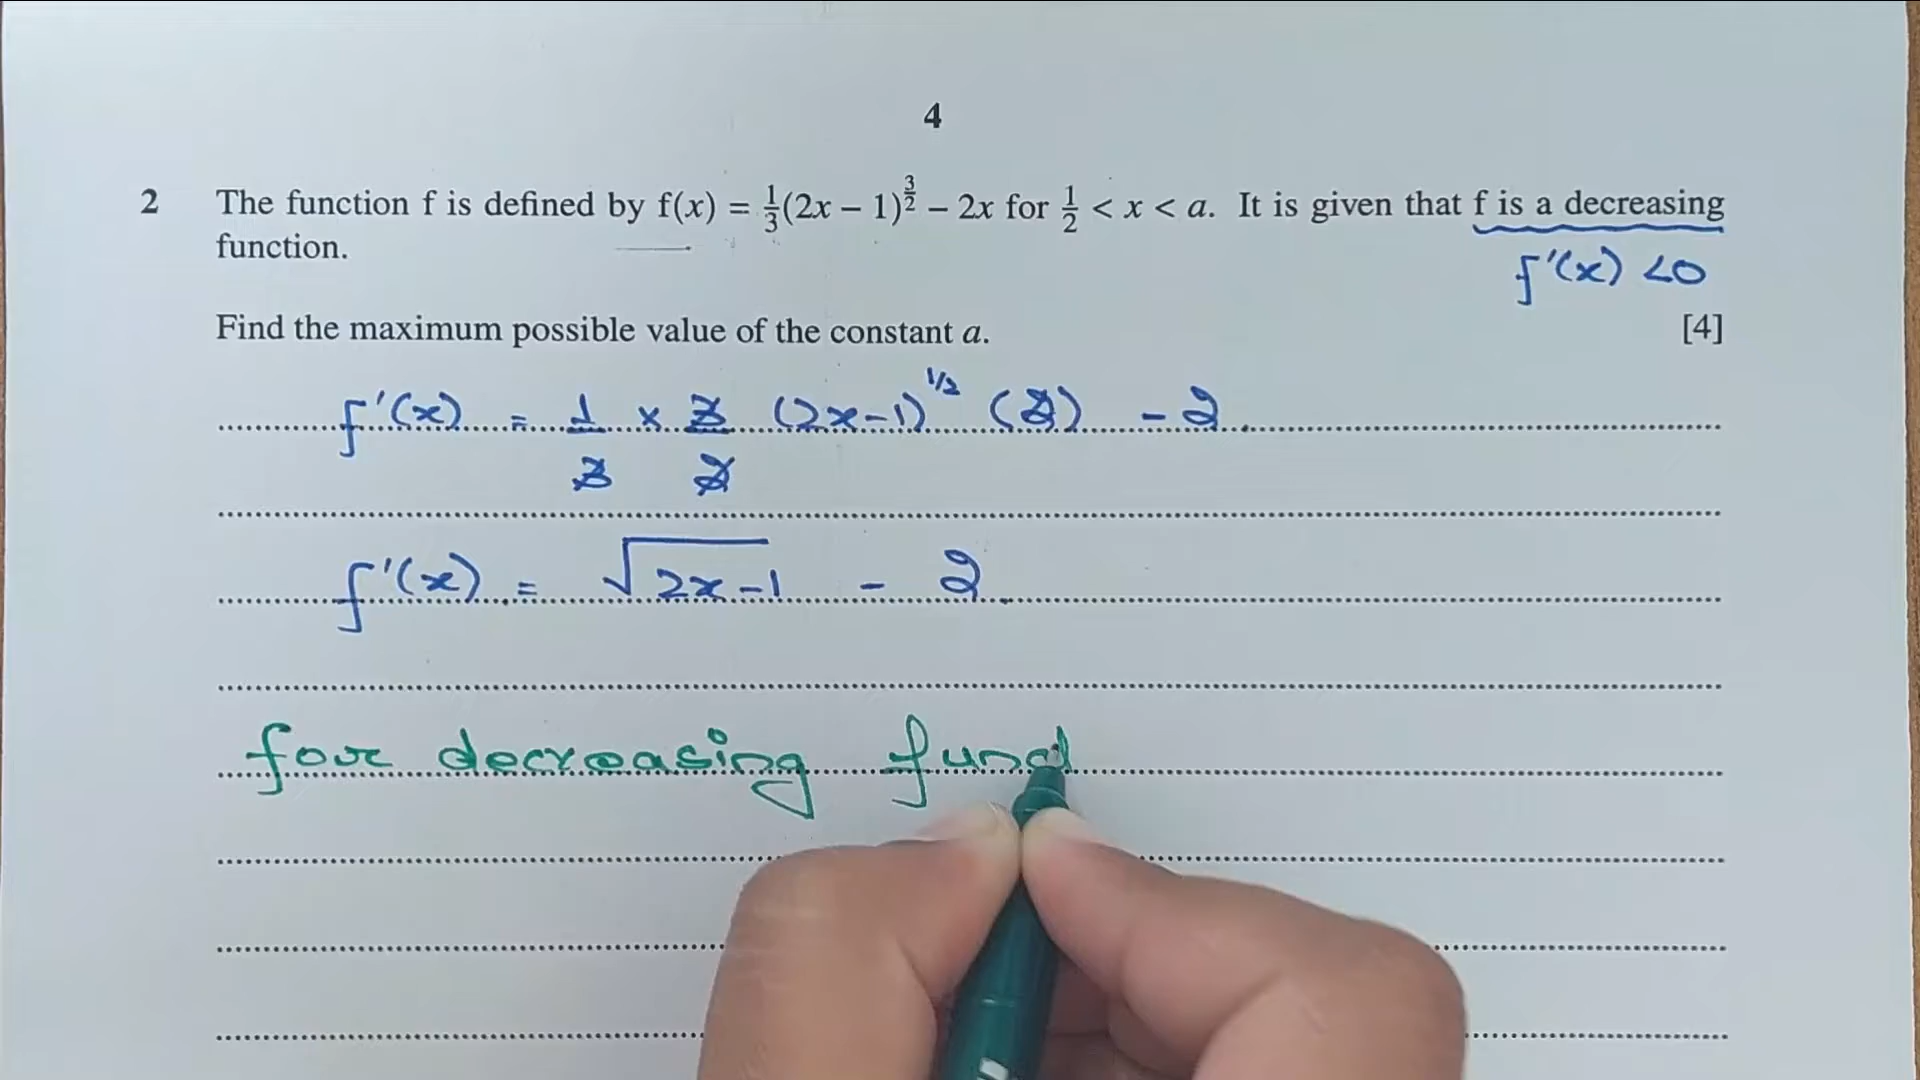 4
2 The function f is defined by f(x) = 1/3(2x − 1)^(3/2) − 2x for 1/2 < x < a. It is given that f is a decreasing
function.
f'(x) <0
Find the maximum possible value of the constant a. [4]
f'(x) = 1/3 × 3/2 (2x-1)^1/2 (2) - 2
f'(x) = √(2x-1) - 2
for decreasing funct